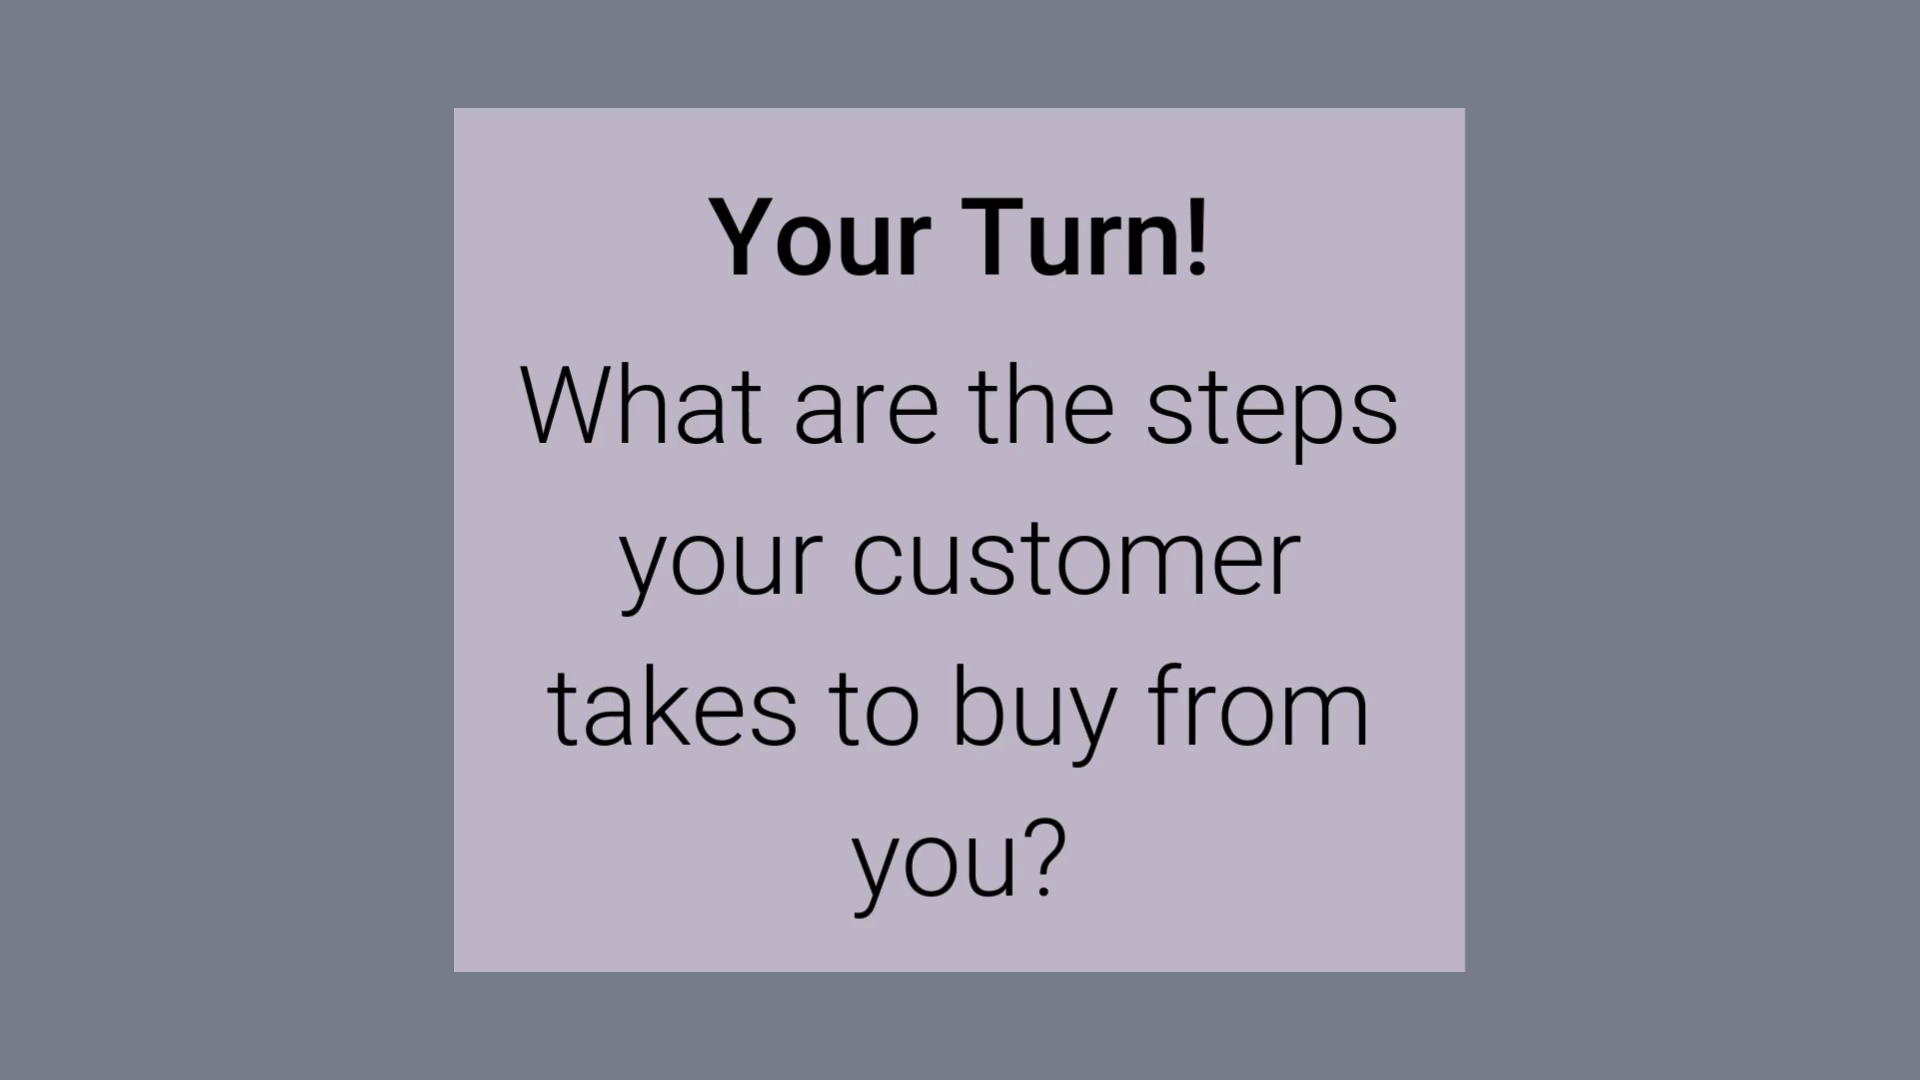 Your Turn!
What are the steps
your customer
takes to buy from
you?